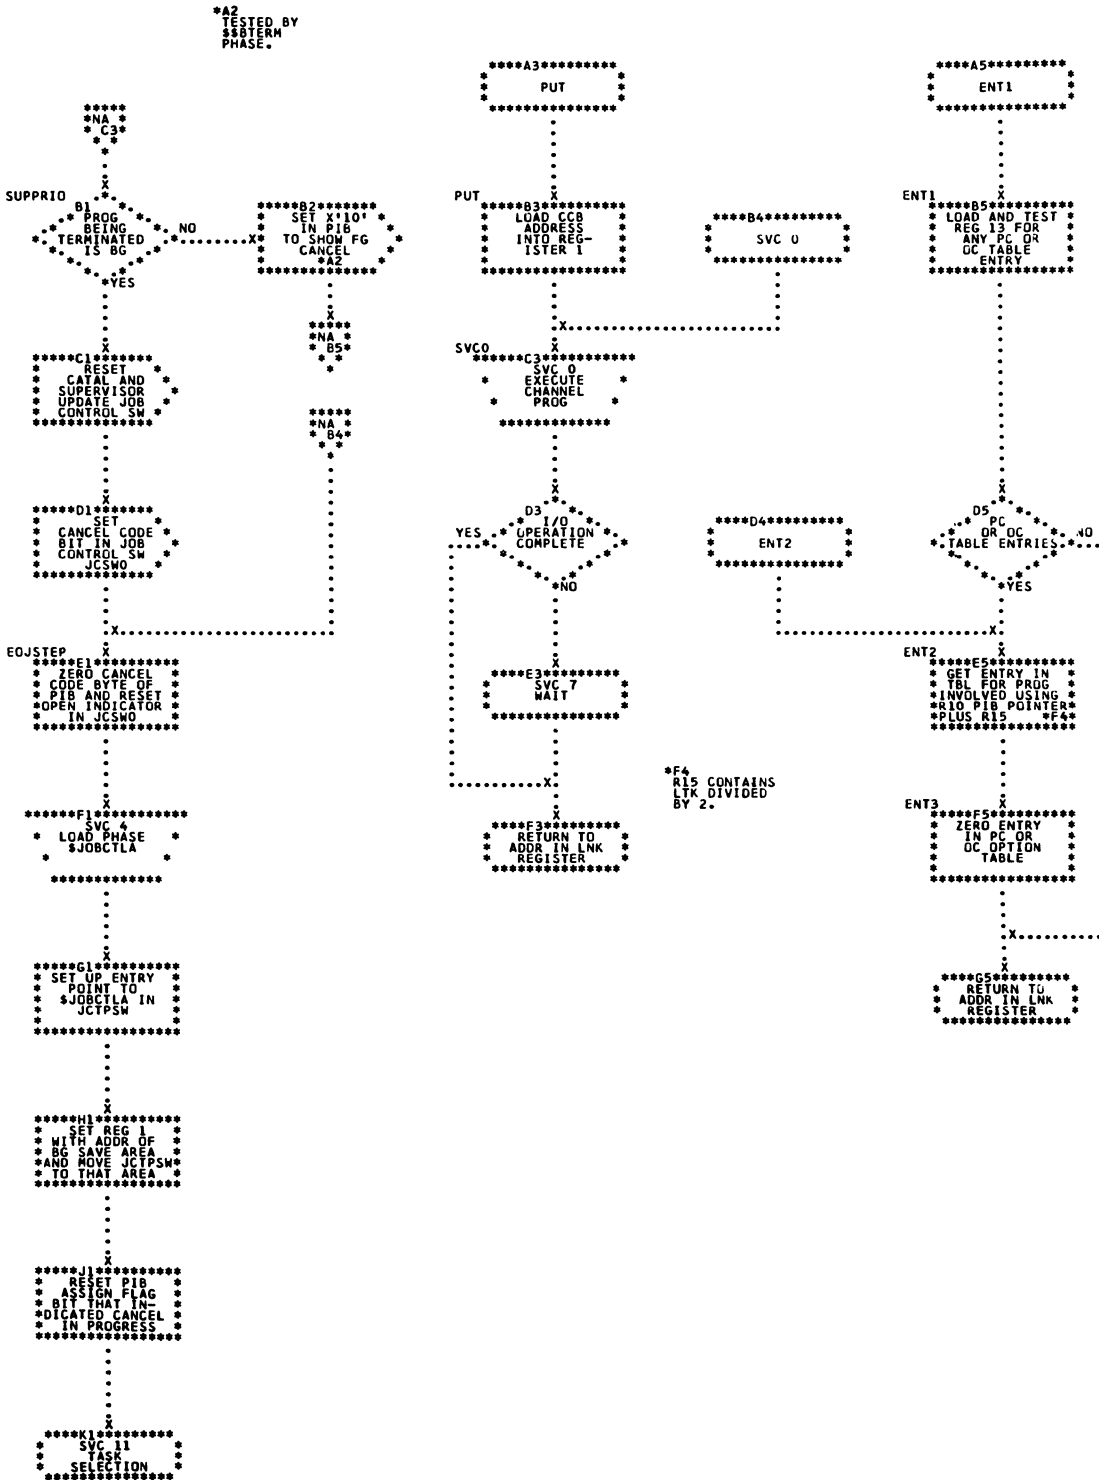 *A2
TESTED BY
$$BTERM
PHASE.
NA
C3
SUPPRIO
B1
PROG
BEING
TERMINATED
IS BG
NO
YES
B2
SET X'10'
IN PIB
TO SHOW FG
CANCEL
*A2
NA
B5
C1
RESET
CATAL AND
SUPERVISOR
UPDATE JOB
CONTROL SW
NA
B4
D1
SET
CANCEL CODE
BIT IN JOB
CONTROL SW
JCSW0
EOJSTEP
E1
ZERO CANCEL
CODE BYTE OF
PIB AND RESET
OPEN INDICATOR
IN JCSW0
F1
SVC 4
LOAD PHASE
$JOBCTLA
G1
SET UP ENTRY
POINT TO
$JOBCTLA IN
JCTPSW
H1
SET REG 1
WITH ADDR OF
BG SAVE AREA
AND MOVE JCTPSW
TO THAT AREA
J1
RESET PIB
ASSIGN FLAG
BIT THAT IN-
DICATED CANCEL
IN PROGRESS
K1
SVC 11
TASK
SELECTION
A3
PUT
PUT
B3
LOAD CCB
ADDRESS
INTO REG-
ISTER 1
B4
SVC 0
SVC0
C3
SVC 0
EXECUTE
CHANNEL
PROG
D3
I/O
OPERATION
COMPLETE
YES
NO
E3
SVC 7
WAIT
F3
RETURN TO
ADDR IN LNK
REGISTER
*F4
R15 CONTAINS
LTK DIVIDED
BY 2.
A5
ENT1
ENT1
B5
LOAD AND TEST
REG 13 FOR
ANY PC OR
OC TABLE
ENTRY
D4
ENT2
D5
PC
OR OC
TABLE ENTRIES
NO
YES
ENT2
E5
GET ENTRY IN
TBL FOR PROG
INVOLVED USING
R10 PIB POINTER
PLUS R15 *F4
ENT3
F5
ZERO ENTRY
IN PC OR
OC OPTION
TABLE
G5
RETURN TO
ADDR IN LNK
REGISTER